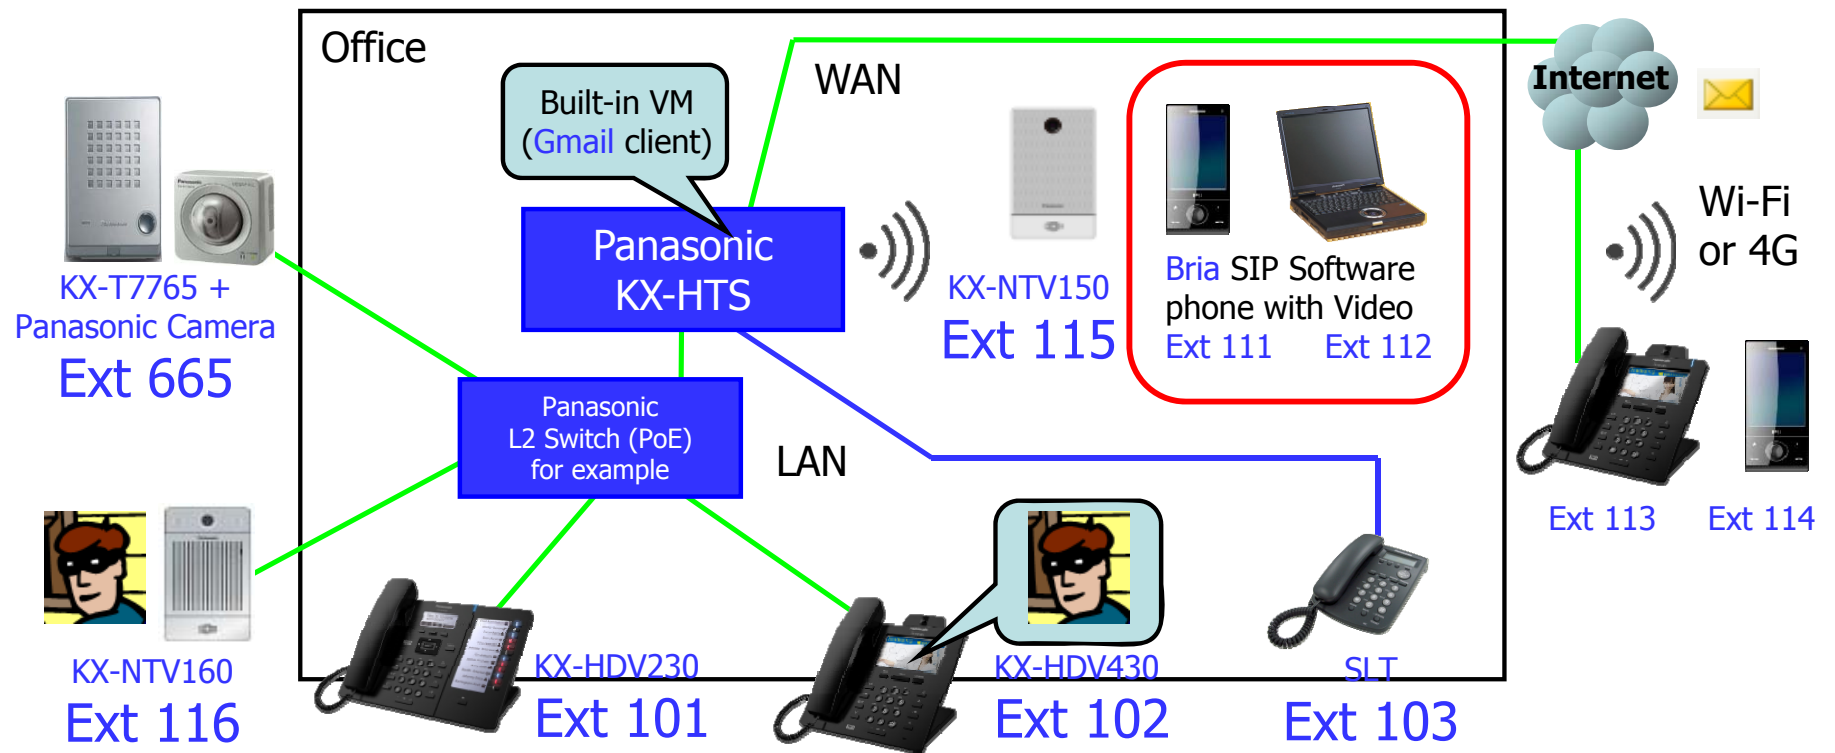 Office
WAN
Internet
Built-in VM
(Gmail client)
Wi-Fi
or 4G
Panasonic
KX-HTS
KX-T7765 +
Panasonic Camera
Ext 665
KX-NTV150
Ext 115
Bria SIP Software
phone with Video
Ext 111
Ext 112
Panasonic
L2 Switch (PoE)
for example
LAN
Ext 113
Ext 114
KX-NTV160
Ext 116
KX-HDV230
Ext 101
KX-HDV430
Ext 102
SLT
Ext 103